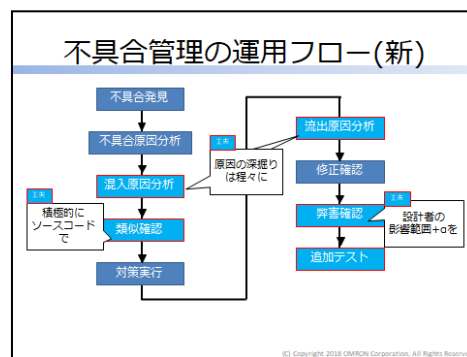 不具合管理の運用フロー(新)
不具合発見
不具合原因分析
混入原因分析
工夫
積極的に
ソースコード
で
類似確認
対策実行
工夫
原因の深掘り
は程々に
流出原因分析
修正確認
弊害確認
工夫
設計者の
影響範囲+αを
追加テスト
(C) Copyright 2018 OMRON Corporation. All Rights Reserve